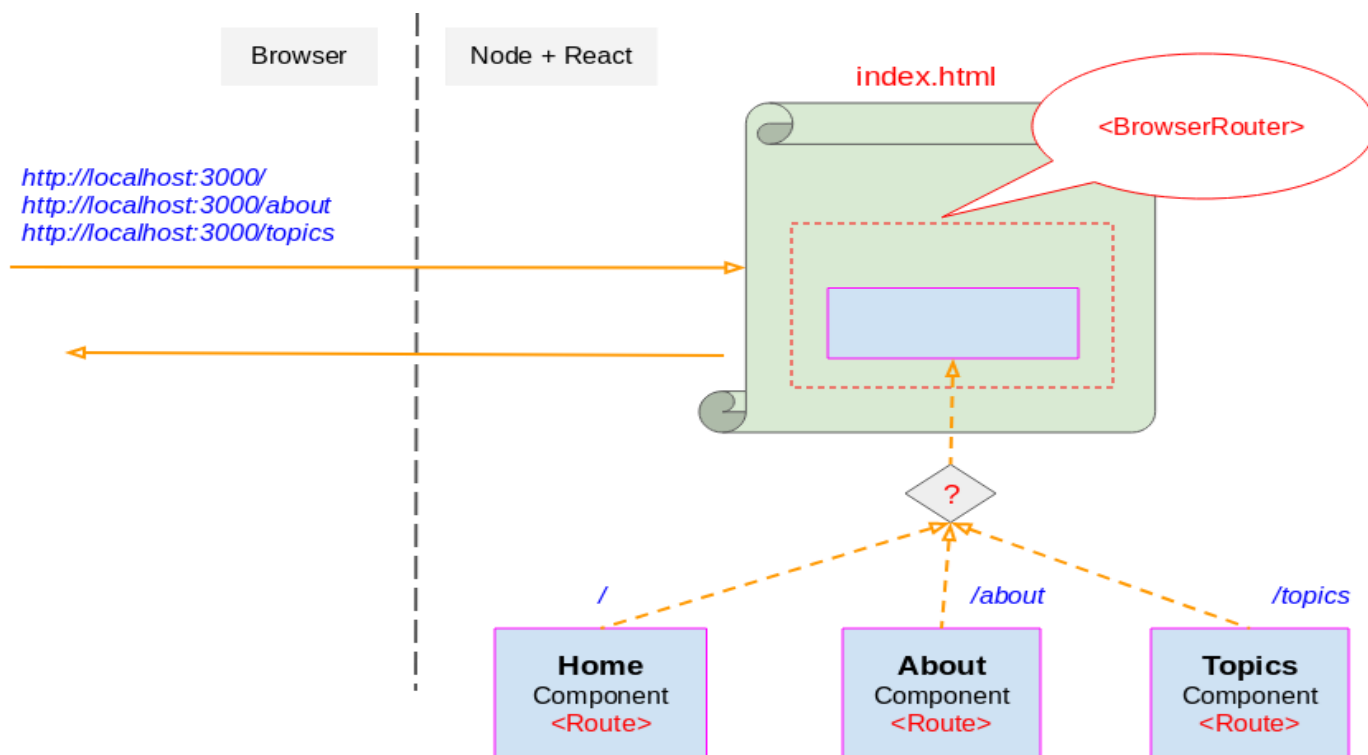 Browser
Node + React
index.html
<BrowserRouter>
http://localhost:3000/
http://localhost:3000/about
http://localhost:3000/topics
?
/
/about
/topics
Home
Component
<Route>
About
Component
<Route>
Topics
Component
<Route>